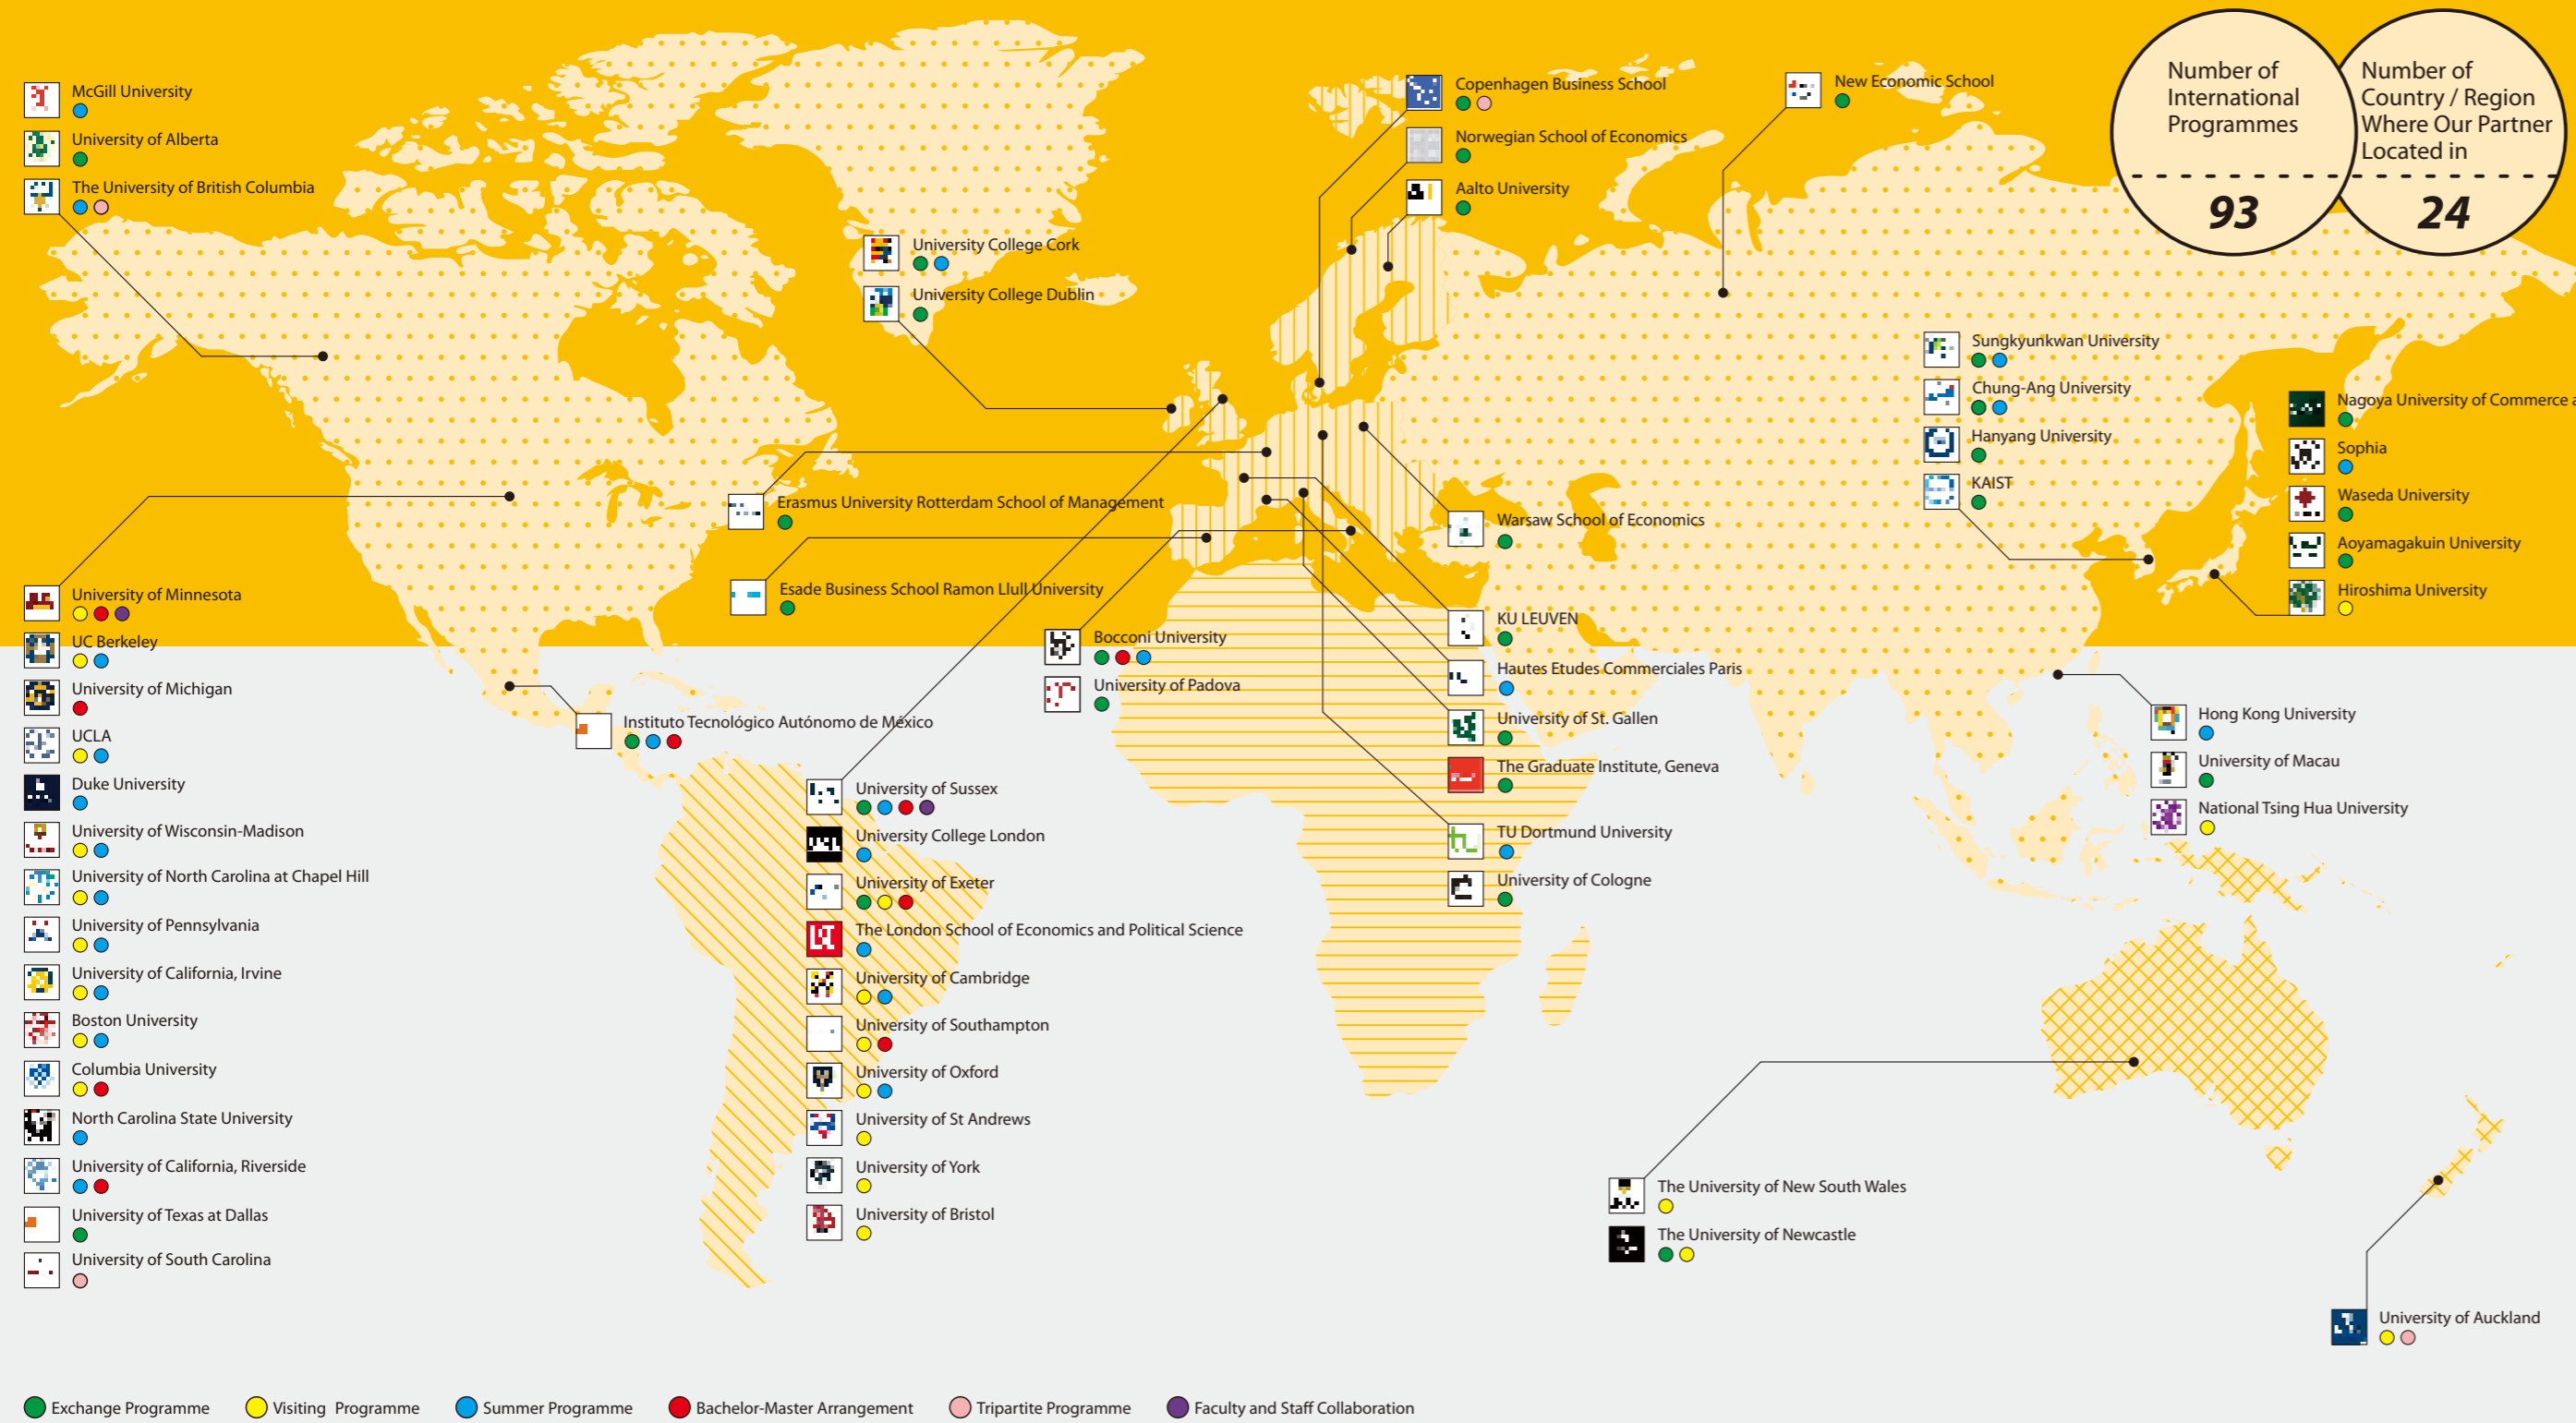 McGill University
University of Alberta
The University of British Columbia
University College Cork
University College Dublin
Copenhagen Business School
Norwegian School of Economics
Aalto University
New Economic School
Number of
International
Programmes
93
Number of
Country / Region
Where Our Partner
Located in
24
Sungkyunkwan University
Chung-Ang University
Hanyang University
KAIST
Nagoya University of Commerce a
Sophia
Waseda University
Aoyamagakuin University
Hiroshima University
Erasmus University Rotterdam School of Management
Esade Business School Ramon Llull University
Bocconi University
University of Padova
Warsaw School of Economics
KU LEUVEN
Hautes Etudes Commerciales Paris
University of St. Gallen
The Graduate Institute, Geneva
TU Dortmund University
University of Cologne
Hong Kong University
University of Macau
National Tsing Hua University
University of Minnesota
UC Berkeley
University of Michigan
UCLA
Duke University
University of Wisconsin-Madison
University of North Carolina at Chapel Hill
University of Pennsylvania
University of California, Irvine
Boston University
Columbia University
North Carolina State University
University of California, Riverside
University of Texas at Dallas
University of South Carolina
Instituto Tecnológico Autónomo de México
University of Sussex
University College London
University of Exeter
The London School of Economics and Political Science
University of Cambridge
University of Southampton
University of Oxford
University of St Andrews
University of York
University of Bristol
The University of New South Wales
The University of Newcastle
University of Auckland
Exchange Programme
Visiting Programme
Summer Programme
Bachelor-Master Arrangement
Tripartite Programme
Faculty and Staff Collaboration